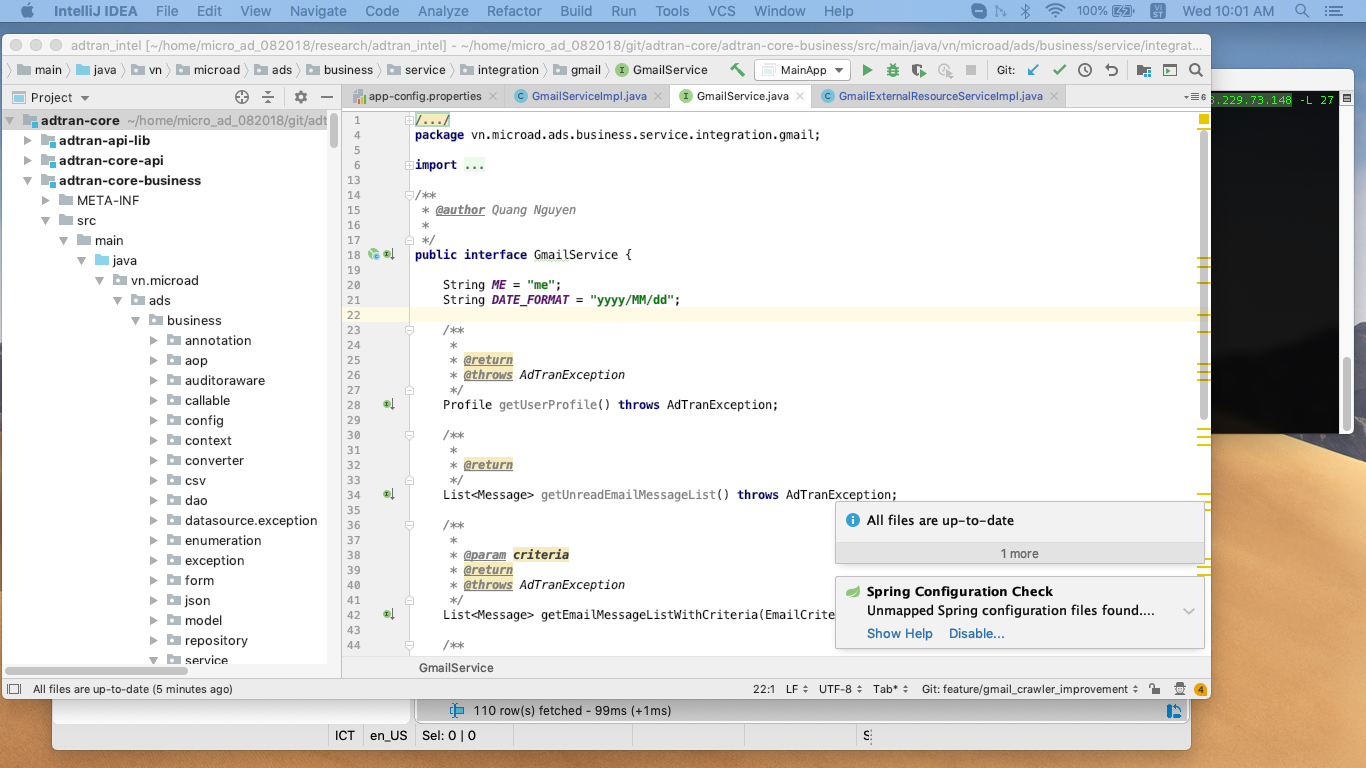 IntelliJ IDEA File Edit View Navigate Code Analyze Refactor Build Run Tools VCS Window Help 100% VI ST Wed 10:01 AM
adtran_intel [~/home/micro_ad_082018/research/adtran_intel] - ~/home/micro_ad_082018/git/adtran-core/adtran-core-business/src/main/java/vn/microad/ads/business/service/integrat...
main java vn microad ads business service integration gmail GmailService MainApp Git:
Project app-config.properties GmailServiceImpl.java GmailService.java GmailExternalResourceServiceImpl.java 6
.229.73.148 -L 27
adtran-core ~/home/micro_ad_082018/git/adt
adtran-api-lib
adtran-core-api
adtran-core-business
META-INF
src
main
java
vn.microad
ads
business
annotation
aop
auditoraware
callable
config
context
converter
csv
dao
datasource.exception
enumeration
exception
form
json
model
repository
service
1 /.../
4 package vn.microad.ads.business.service.integration.gmail;
5
6 import ...
13
14 /**
15 * @author Quang Nguyen
16 *
17 */
18 public interface GmailService {
19
20 String ME = "me";
21 String DATE_FORMAT = "yyyy/MM/dd";
22
23 /**
24 *
25 * @return
26 * @throws AdTranException
27 */
28 Profile getUserProfile() throws AdTranException;
29
30 /**
31 *
32 * @return
33 */
34 List<Message> getUnreadEmailMessageList() throws AdTranException;
35
36 /**
37 *
38 * @param criteria
39 * @return
40 * @throws AdTranException
41 */
42 List<Message> getEmailMessageListWithCriteria(EmailCrite
43
44 /**
All files are up-to-date
1 more
Spring Configuration Check
Unmapped Spring configuration files found....
Show Help Disable...
GmailService
All files are up-to-date (5 minutes ago) 22:1 LF UTF-8 Tab* Git: feature/gmail_crawler_improvement 4
110 row(s) fetched - 99ms (+1ms)
ICT en_US Sel: 0 | 0 S